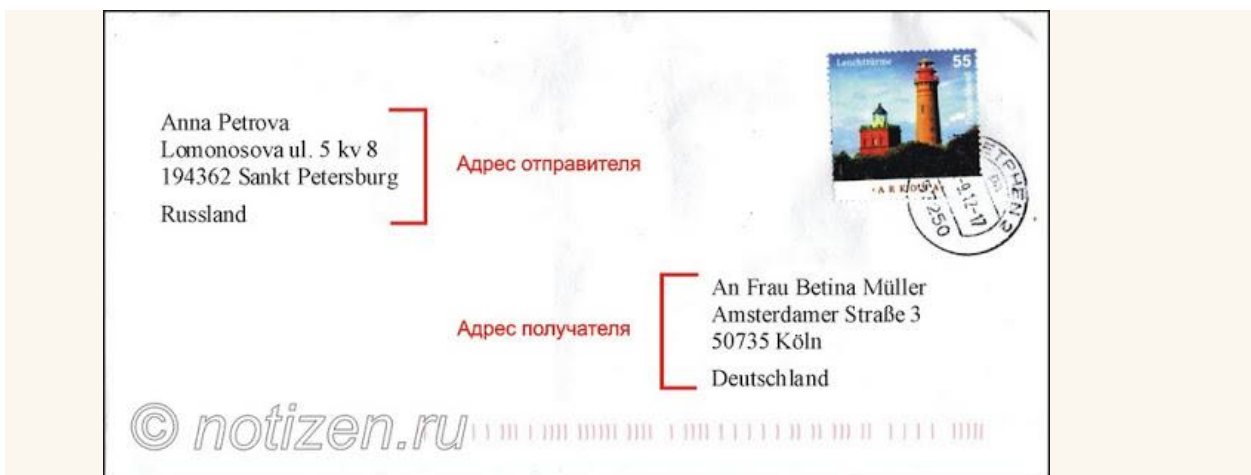 Leuchttürme 55
ARKONA
Anna Petrova
Lomonosova ul. 5 kv 8
194362 Sankt Petersburg
Russland
Адрес отправителя
An Frau Betina Müller
Amsterdamer Straße 3
50735 Köln
Deutschland
Адрес получателя
© notizen.ru